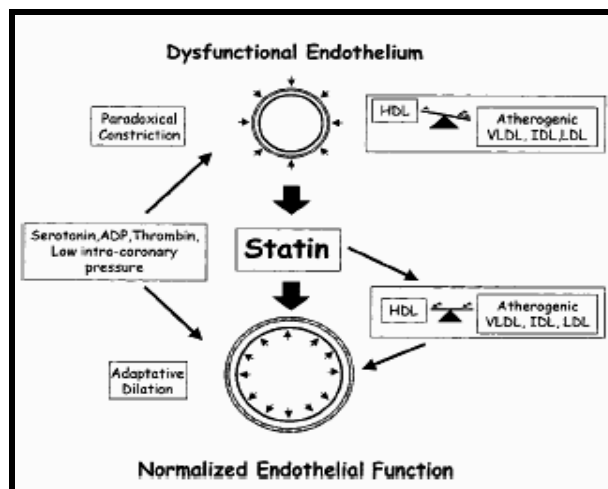 Dysfunctional Endothelium
Paradoxical
Constriction
HDL
Atherogenic
VLDL, IDL,LDL
Serotonin,ADP,Thrombin,
Low intra-coronary
pressure
Statin
HDL
Atherogenic
VLDL, IDL, LDL
Adaptative
Dilation
Normalized Endothelial Function